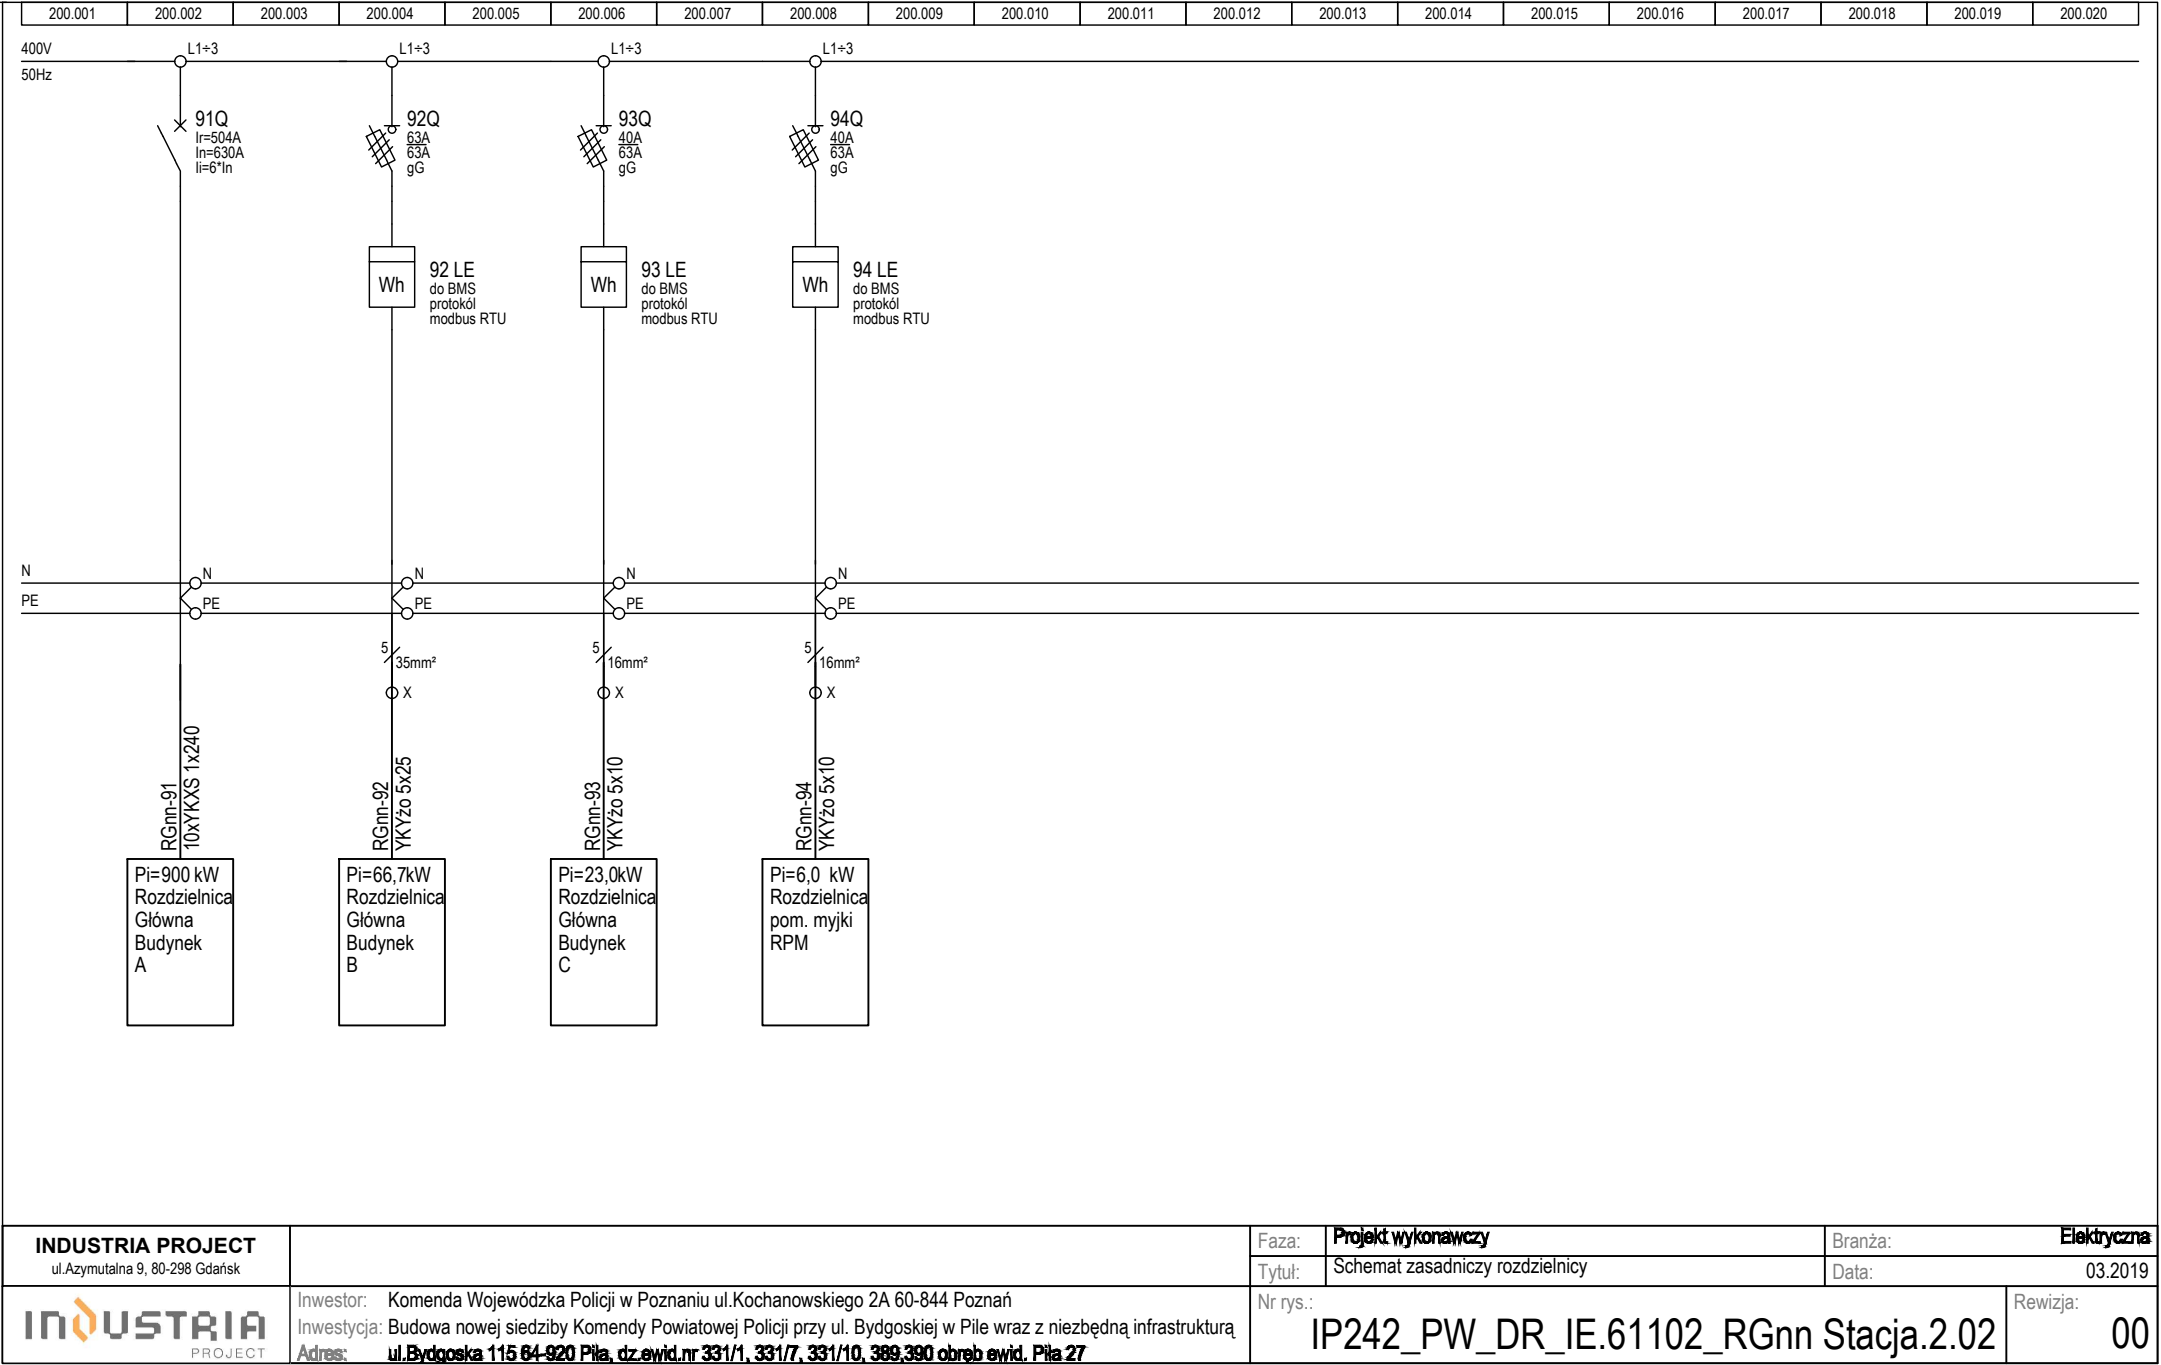 200.001 200.002 200.003 200.004 200.005 200.006 200.007 200.008 200.009 200.010 200.011 200.012 200.013 200.014 200.015 200.016 200.017 200.018 200.019 200.020
400V
50Hz
L1÷3 L1÷3 L1÷3 L1÷3
91Q
Ir=504A
In=630A
Ii=6*In
92Q
63A
63A
gG
93Q
40A
63A
gG
94Q
40A
63A
gG
Wh
92 LE
do BMS
protokół
modbus RTU
Wh
93 LE
do BMS
protokół
modbus RTU
Wh
94 LE
do BMS
protokół
modbus RTU
N N N N N
PE PE PE PE PE
5 35mm²
X
5 16mm²
X
5 16mm²
X
RGnn-91
10xYKXS 1x240
RGnn-92
YKYżo 5x25
RGnn-93
YKYżo 5x10
RGnn-94
YKYżo 5x10
Pi=900 kW
Rozdzielnica
Główna
Budynek
A
Pi=66,7kW
Rozdzielnica
Główna
Budynek
B
Pi=23,0kW
Rozdzielnica
Główna
Budynek
C
Pi=6,0 kW
Rozdzielnica
pom. myjki
RPM
INDUSTRIA PROJECT
ul.Azymutalna 9, 80-298 Gdańsk
INDUSTRIA
PROJECT
Inwestor: Komenda Wojewódzka Policji w Poznaniu ul.Kochanowskiego 2A 60-844 Poznań
Inwestycja: Budowa nowej siedziby Komendy Powiatowej Policji przy ul. Bydgoskiej w Pile wraz z niezbędną infrastrukturą
Adres: ul.Bydgoska 115 64-920 Piła, dz.ewid.nr 331/1, 331/7, 331/10, 389,390 obręb ewid. Piła 27
Faza: Projekt wykonawczy
Branża: Elektryczna
Tytuł: Schemat zasadniczy rozdzielnicy
Data: 03.2019
Nr rys.: IP242_PW_DR_IE.61102_RGnn Stacja.2.02
Rewizja: 00